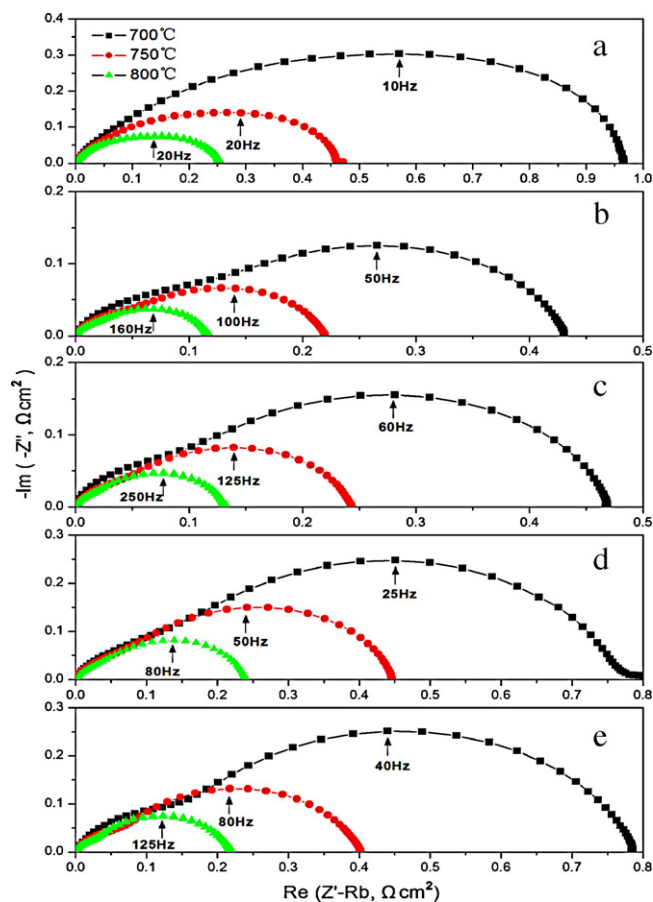 0.4
0.3
0.2
0.1
0.0
700℃
750℃
800℃
a
10Hz
20Hz
20Hz
0.0 0.1 0.2 0.3 0.4 0.5 0.6 0.7 0.8 0.9 1.0
0.2
0.1
0.0
b
50Hz
100Hz
160Hz
0.0 0.1 0.2 0.3 0.4 0.5
0.2
0.1
0.0
c
60Hz
125Hz
250Hz
0.0 0.1 0.2 0.3 0.4 0.5
0.3
0.2
0.1
0.0
d
25Hz
50Hz
80Hz
0.0 0.1 0.2 0.3 0.4 0.5 0.6 0.7 0.8
0.3
0.2
0.1
0.0
e
40Hz
80Hz
125Hz
0.0 0.1 0.2 0.3 0.4 0.5 0.6 0.7 0.8
-Im ( -Z'', Ω cm²)
Re (Z'-Rb, Ω cm²)